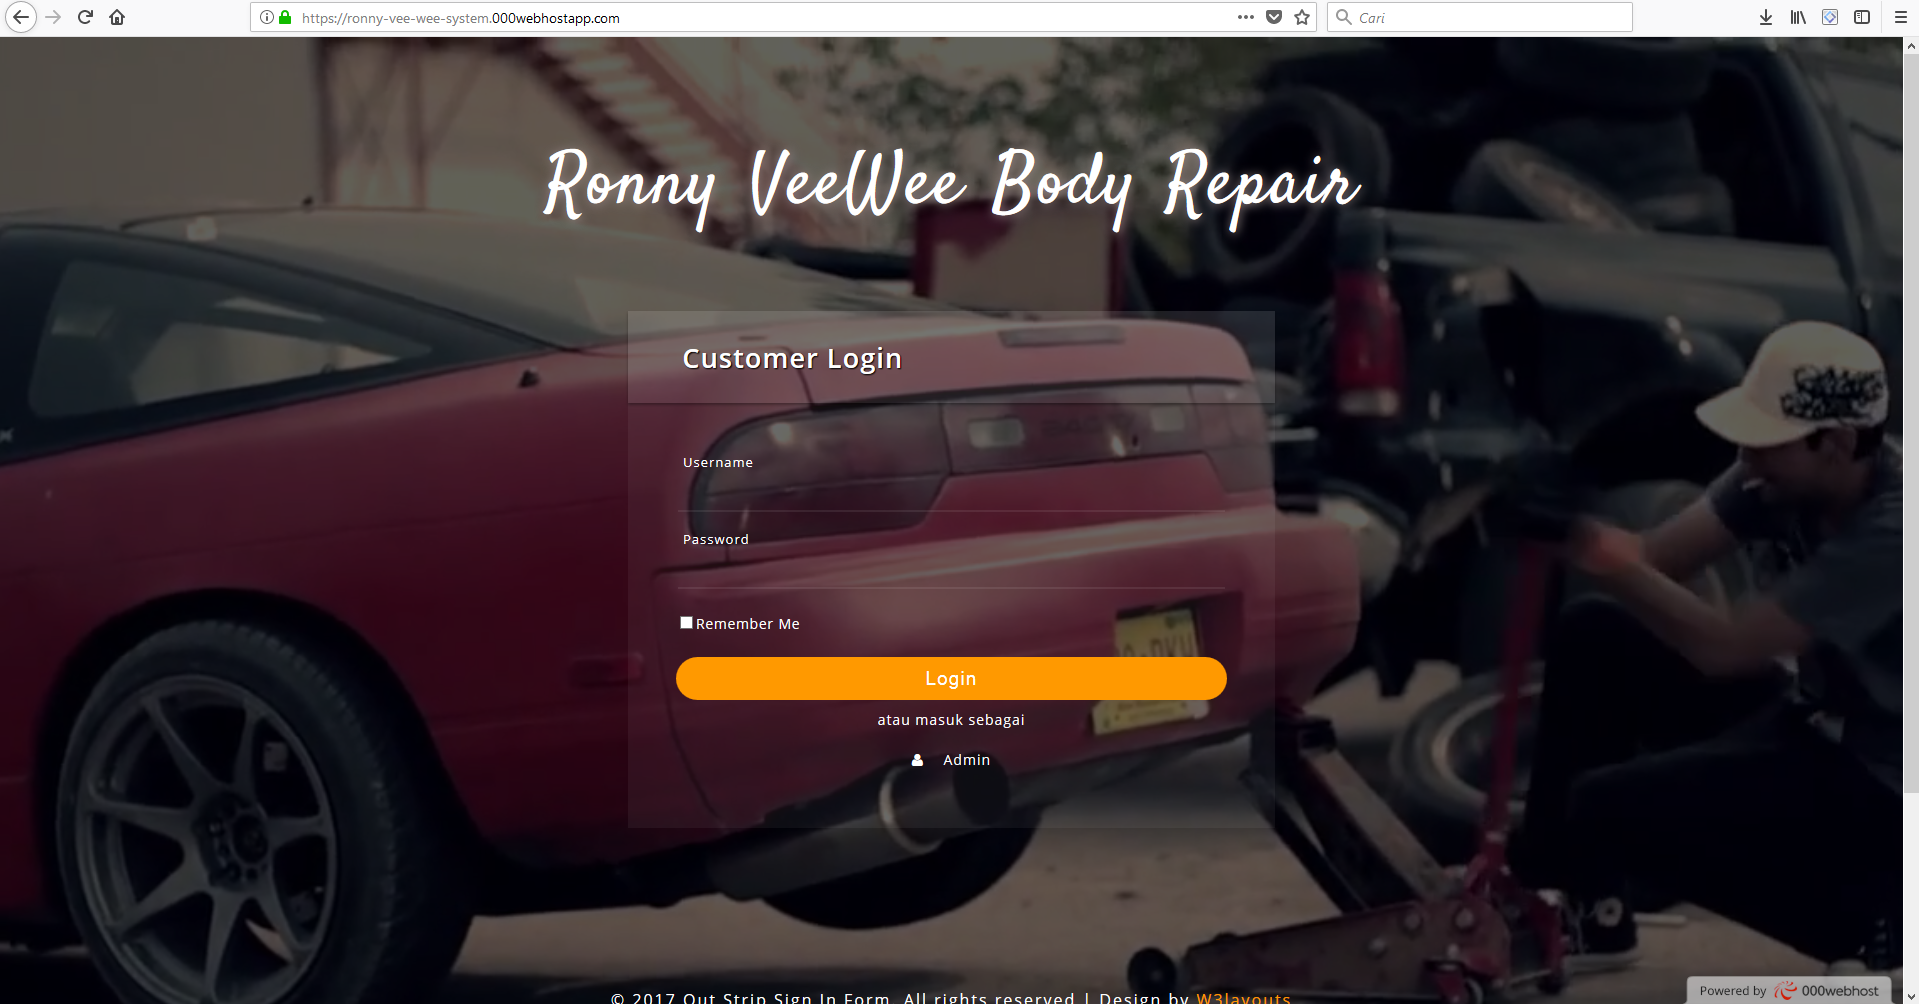 https://ronny-vee-wee-system.000webhostapp.com
Cari
Ronny VeeWee Body Repair
Customer Login
Username
Password
Remember Me
Login
atau masuk sebagai
Admin
© 2017 Out Strip Sign In Form. All rights reserved | Design by W3layouts
Powered by 000webhost